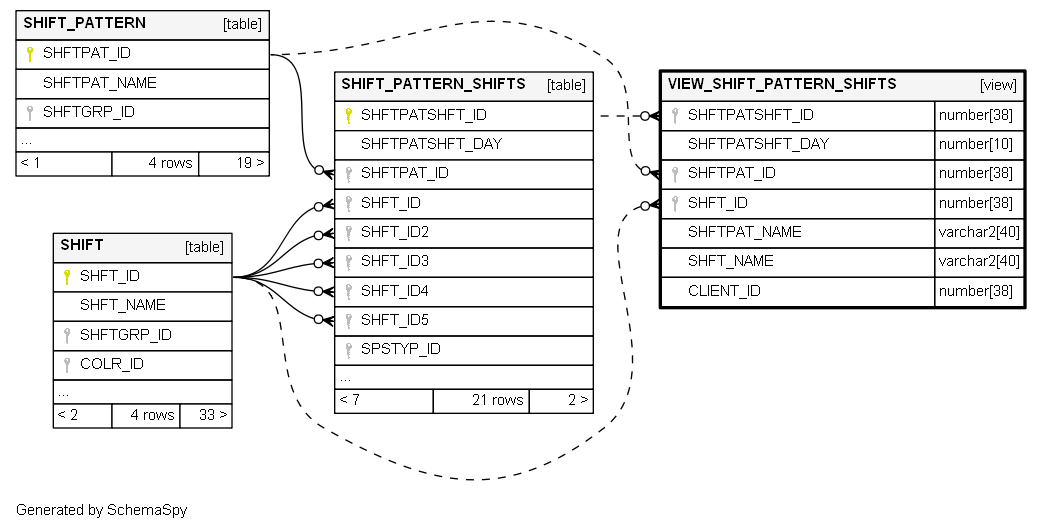 SHIFT_PATTERN [table]
SHFTPAT_ID
SHFTPAT_NAME
SHFTGRP_ID
...
< 1 4 rows 19 >
SHIFT [table]
SHFT_ID
SHFT_NAME
SHFTGRP_ID
COLR_ID
...
< 2 4 rows 33 >
SHIFT_PATTERN_SHIFTS [table]
SHFTPATSHFT_ID
SHFTPATSHFT_DAY
SHFTPAT_ID
SHFT_ID
SHFT_ID2
SHFT_ID3
SHFT_ID4
SHFT_ID5
SPSTYP_ID
...
< 7 21 rows 2 >
VIEW_SHIFT_PATTERN_SHIFTS [view]
SHFTPATSHFT_ID number[38]
SHFTPATSHFT_DAY number[10]
SHFTPAT_ID number[38]
SHFT_ID number[38]
SHFTPAT_NAME varchar2[40]
SHFT_NAME varchar2[40]
CLIENT_ID number[38]
Generated by SchemaSpy